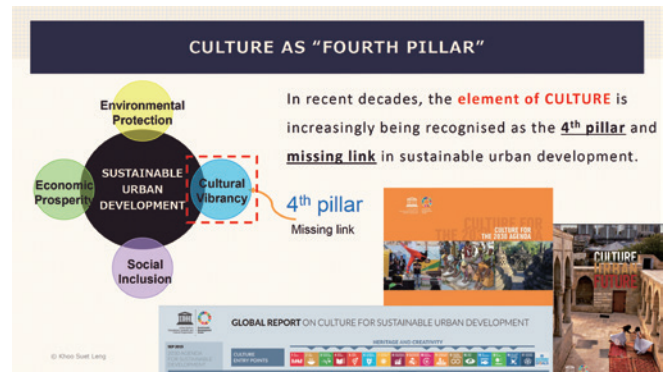 CULTURE AS “FOURTH PILLAR”
Environmental
Protection
Economic
Prosperity
SUSTAINABLE
URBAN
DEVELOPMENT
Cultural
Vibrancy
Social
Inclusion
4th pillar
Missing link
In recent decades, the element of CULTURE is
increasingly being recognised as the 4th pillar and
missing link in sustainable urban development.
CULTURE FOR
THE 2030 AGENDA
CULTURE
URBAN
FUTURE
GLOBAL REPORT ON CULTURE FOR SUSTAINABLE URBAN DEVELOPMENT
HERITAGE AND CREATIVITY
CULTURE
ENTRY POINTS
© Khoo Suet Leng